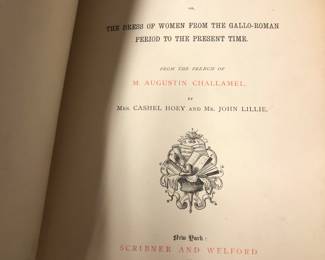 OR,
THE DRESS OF WOMEN FROM THE GALLO-ROMAN
PERIOD TO THE PRESENT TIME.
FROM THE FRENCH OF
M. AUGUSTIN CHALLAMEL.
BY
MRS. CASHEL HOEY AND MR. JOHN LILLIE.
New York:
SCRIBNER AND WELFORD